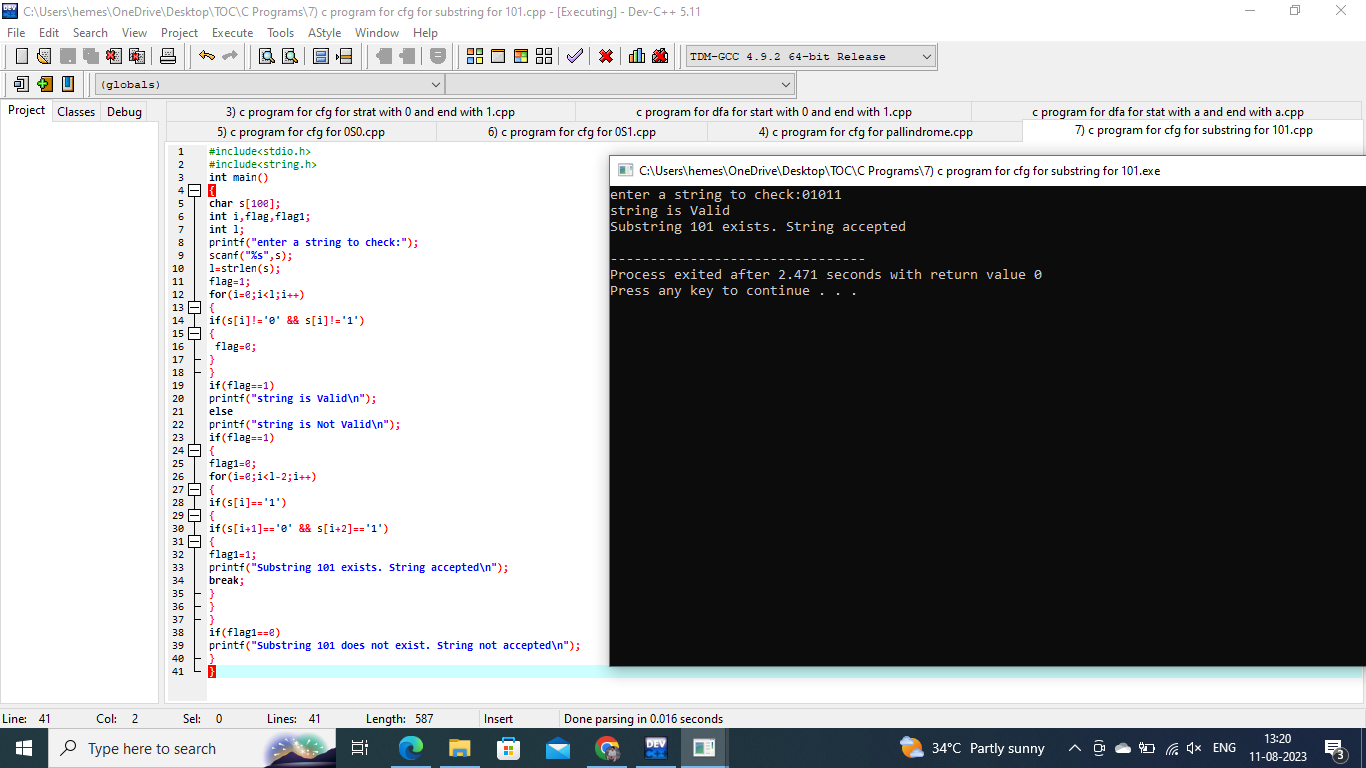 C:\Users\hemes\OneDrive\Desktop\TOC\C Programs\7) c program for cfg for substring for 101.cpp - [Executing] - Dev-C++ 5.11
File Edit Search View Project Execute Tools AStyle Window Help
TDM-GCC 4.9.2 64-bit Release
(globals)
Project Classes Debug
3) c program for cfg for strat with 0 and end with 1.cpp c program for dfa for start with 0 and end with 1.cpp c program for dfa for stat with a and end with a.cpp
5) c program for cfg for 0S0.cpp 6) c program for cfg for 0S1.cpp 4) c program for cfg for pallindrome.cpp 7) c program for cfg for substring for 101.cpp
1 #include<stdio.h>
2 #include<string.h>
3 int main()
4 {
5 char s[100];
6 int i,flag,flag1;
7 int l;
8 printf("enter a string to check:");
9 scanf("%s",s);
10 l=strlen(s);
11 flag=1;
12 for(i=0;i<l;i++)
13 {
14 if(s[i]!='0' && s[i]!='1')
15 {
16 flag=0;
17 }
18 }
19 if(flag==1)
20 printf("string is Valid\n");
21 else
22 printf("string is Not Valid\n");
23 if(flag==1)
24 {
25 flag1=0;
26 for(i=0;i<l-2;i++)
27 {
28 if(s[i]=='1')
29 {
30 if(s[i+1]=='0' && s[i+2]=='1')
31 {
32 flag1=1;
33 printf("Substring 101 exists. String accepted\n");
34 break;
35 }
36 }
37 }
38 if(flag1==0)
39 printf("Substring 101 does not exist. String not accepted\n");
40 }
41 }
C:\Users\hemes\OneDrive\Desktop\TOC\C Programs\7) c program for cfg for substring for 101.exe
enter a string to check:01011
string is Valid
Substring 101 exists. String accepted
--------------------------------
Process exited after 2.471 seconds with return value 0
Press any key to continue . . .
Line: 41 Col: 2 Sel: 0 Lines: 41 Length: 587 Insert Done parsing in 0.016 seconds
Type here to search
DEV
34°C Partly sunny
ENG
13:20
11-08-2023
3